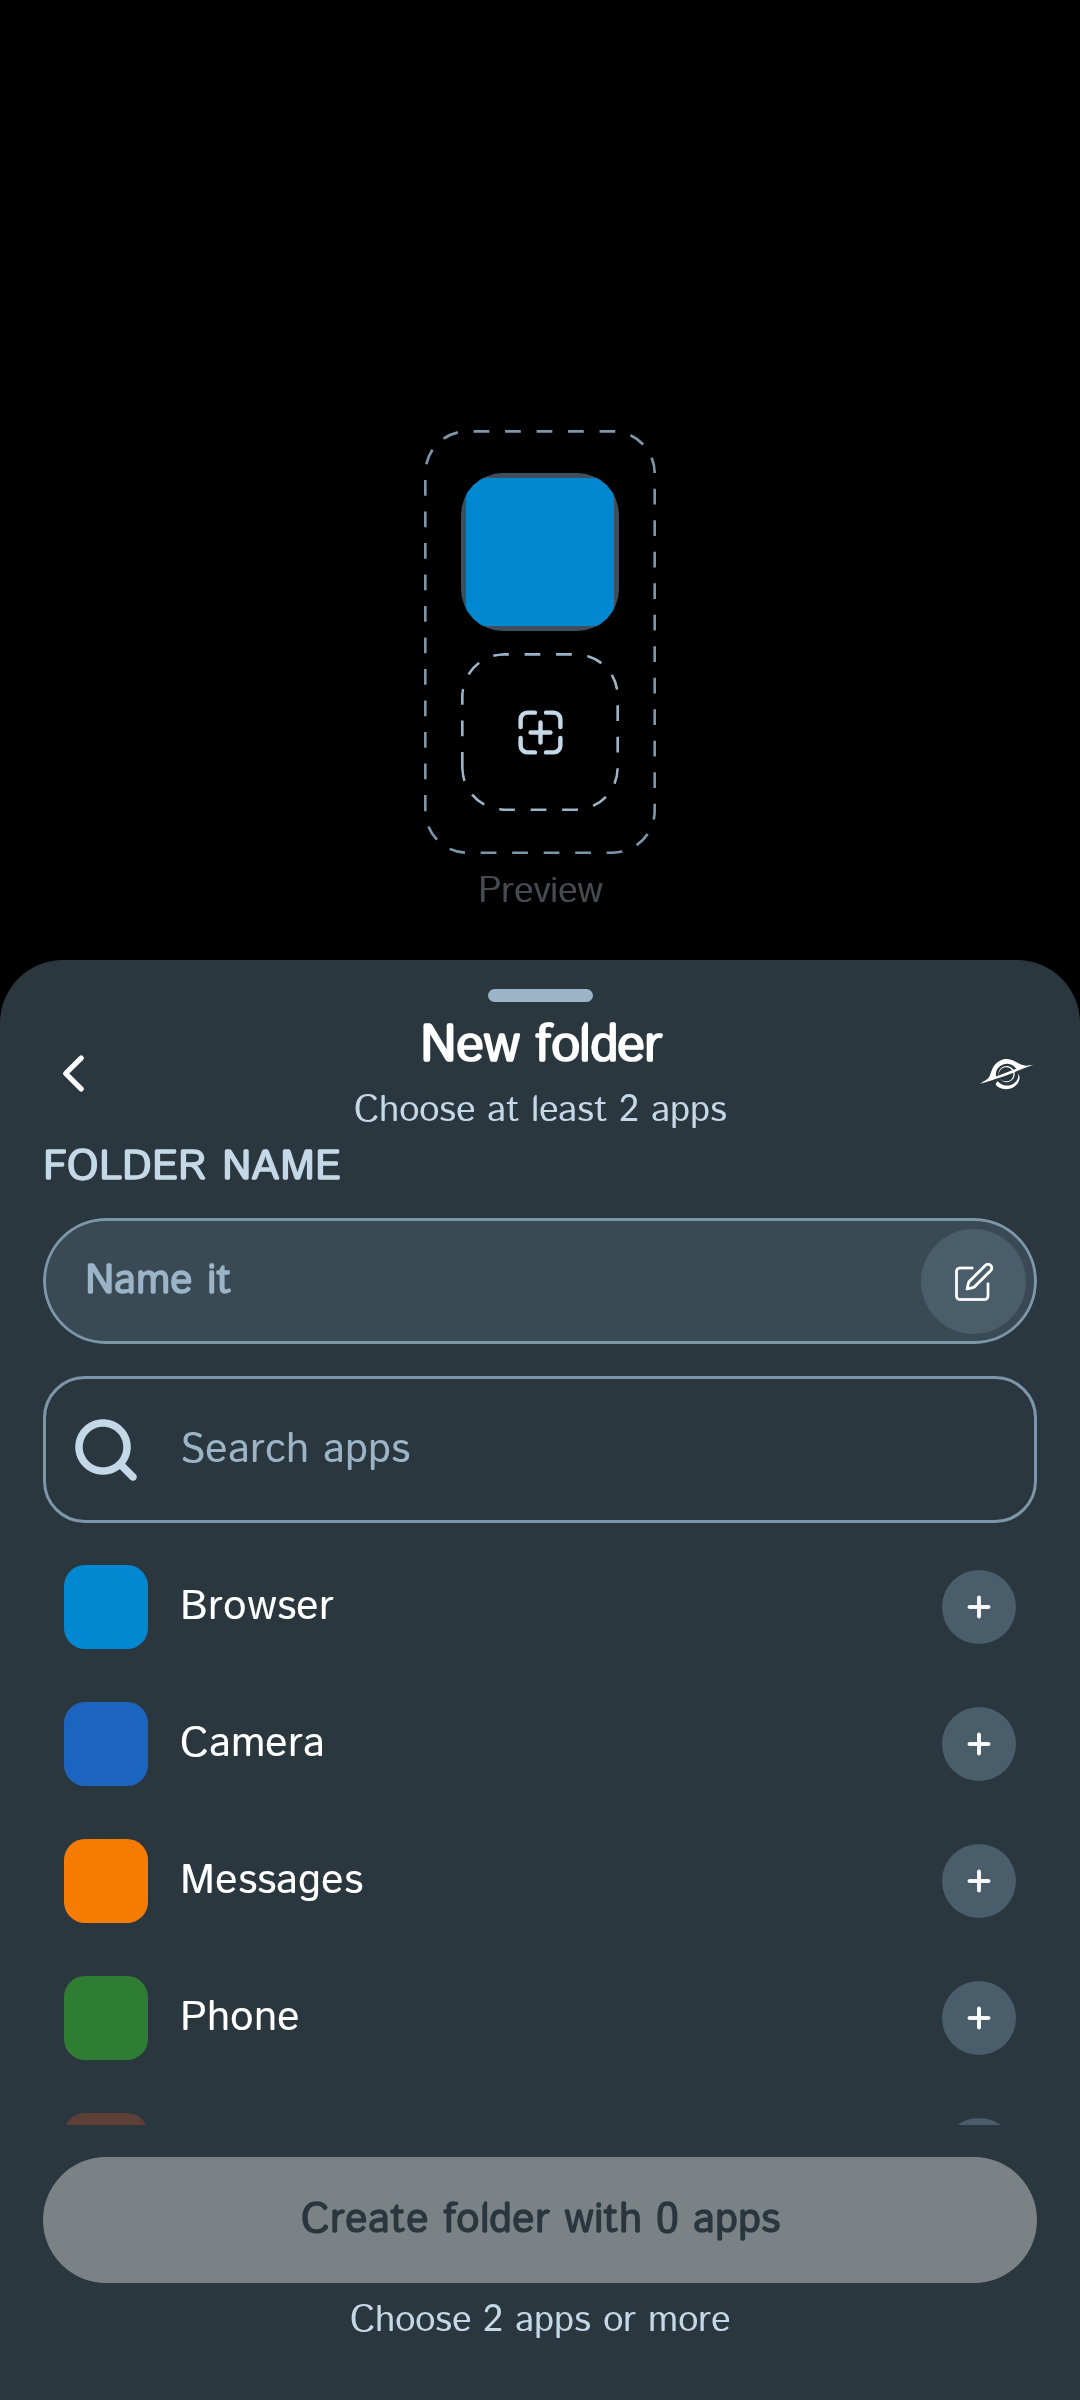 Preview
New folder
Choose at least 2 apps
FOLDER NAME
Name it
Search apps
Browser
Camera
Messages
Phone
Create folder with 0 apps
Choose 2 apps or more